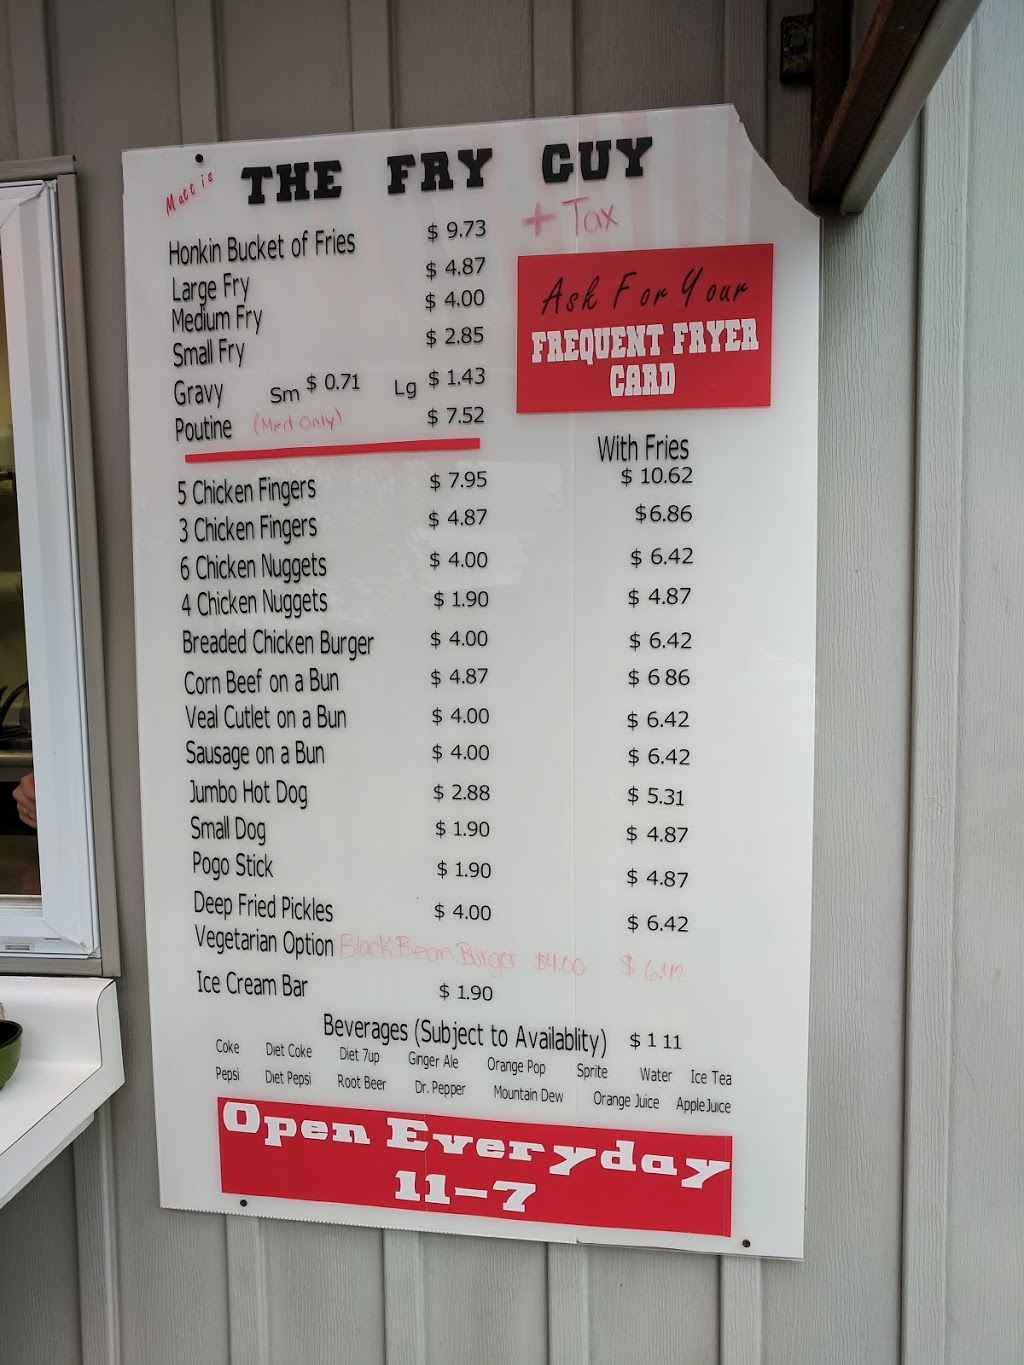 Matt is THE FRY GUY
+ Tax
Honkin Bucket of Fries $ 9.73
Large Fry $ 4.87
Medium Fry $ 4.00
Small Fry $ 2.85
Gravy Sm $ 0.71 Lg $ 1.43
Poutine (Med Only) $ 7.52
Ask For Your
FREQUENT FRYER
CARD
With Fries
5 Chicken Fingers $ 7.95 $ 10.62
3 Chicken Fingers $ 4.87 $6.86
6 Chicken Nuggets $ 4.00 $ 6.42
4 Chicken Nuggets $ 1.90 $ 4.87
Breaded Chicken Burger $ 4.00 $ 6.42
Corn Beef on a Bun $ 4.87 $ 6 86
Veal Cutlet on a Bun $ 4.00 $ 6.42
Sausage on a Bun $ 4.00 $ 6.42
Jumbo Hot Dog $ 2.88 $ 5.31
Small Dog $ 1.90 $ 4.87
Pogo Stick $ 1.90 $ 4.87
Deep Fried Pickles $ 4.00 $ 6.42
Vegetarian Option Black Bean Burger $4.00 $ 6.42
Ice Cream Bar $ 1.90
Beverages (Subject to Availablity) $ 1 11
Coke Diet Coke Diet 7up Ginger Ale Orange Pop Sprite Water Ice Tea
Pepsi Diet Pepsi Root Beer Dr. Pepper Mountain Dew Orange Juice AppleJuice
Open Everyday
11-7